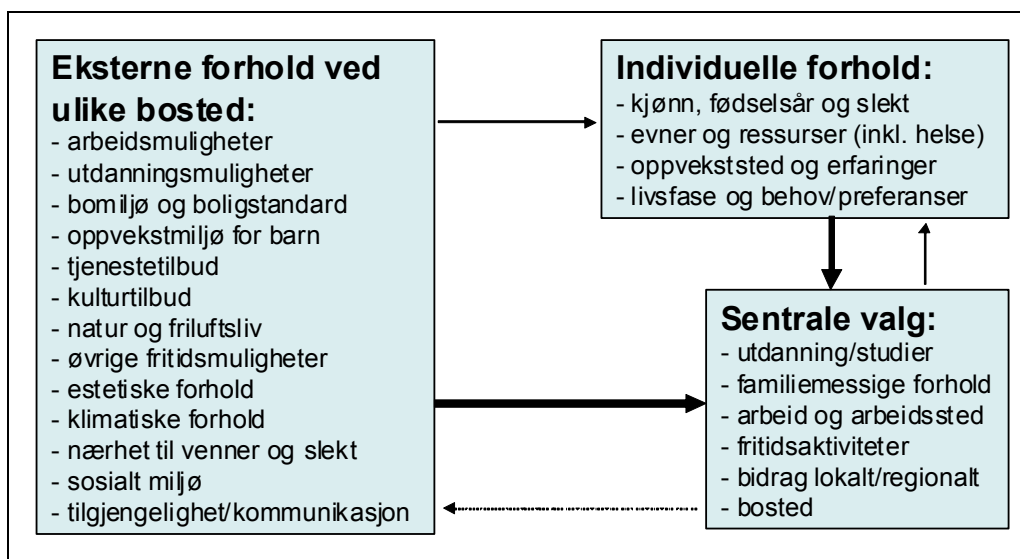 Eksterne forhold ved
ulike bosted:
- arbeidsmuligheter
- utdanningsmuligheter
- bomiljø og boligstandard
- oppvekstmiljø for barn
- tjenestetilbud
- kulturtilbud
- natur og friluftsliv
- øvrige fritidsmuligheter
- estetiske forhold
- klimatiske forhold
- nærhet til venner og slekt
- sosialt miljø
- tilgjengelighet/kommunikasjon
Individuelle forhold:
- kjønn, fødselsår og slekt
- evner og ressurser (inkl. helse)
- oppvekststed og erfaringer
- livsfase og behov/preferanser
Sentrale valg:
- utdanning/studier
- familiemessige forhold
- arbeid og arbeidssted
- fritidsaktiviteter
- bidrag lokalt/regionalt
- bosted